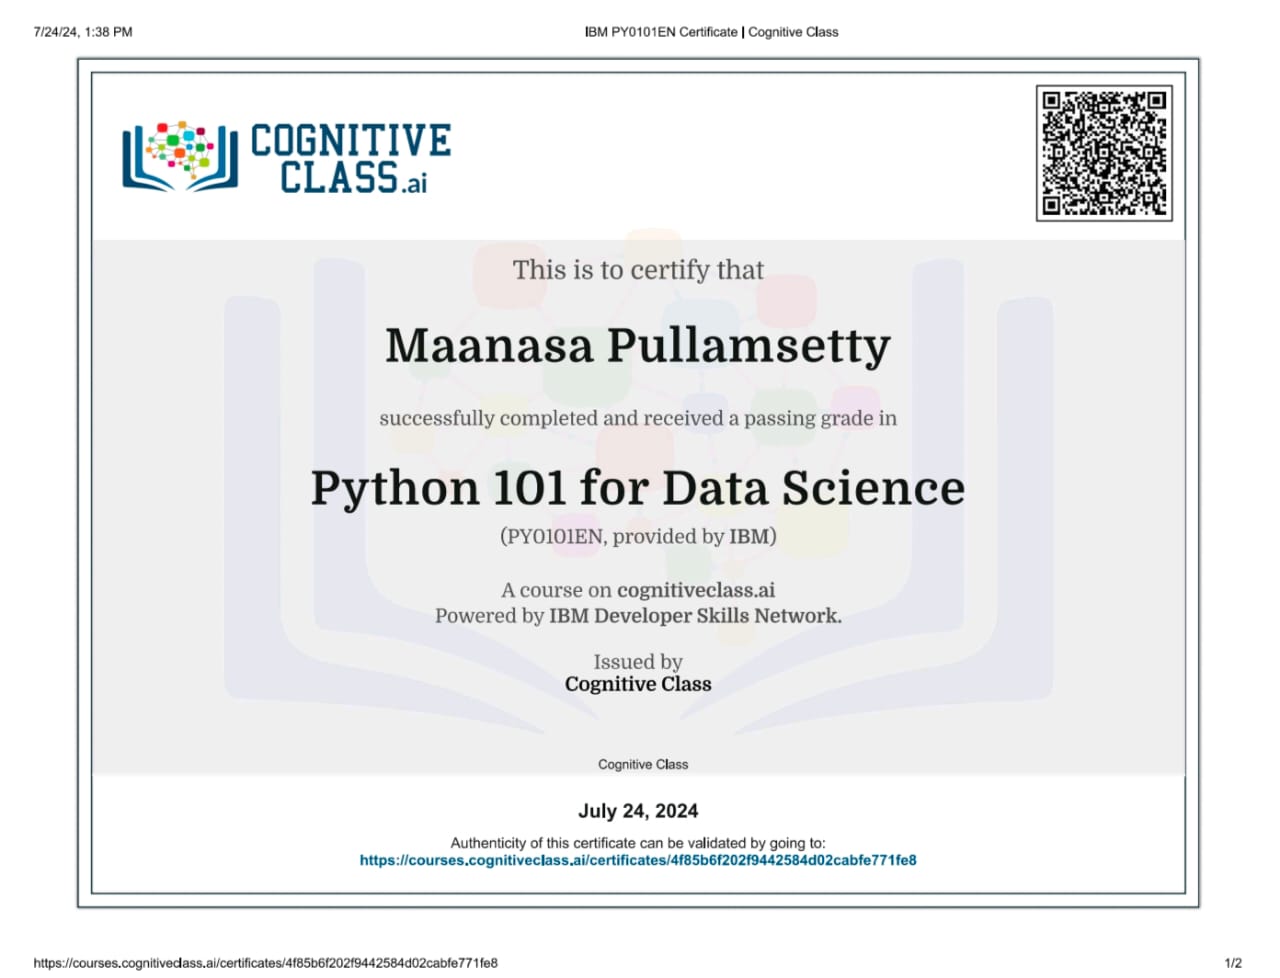 7/24/24, 1:38 PM
IBM PY0101EN Certificate | Cognitive Class
COGNITIVE
CLASS.ai
This is to certify that
Maanasa Pullamsetty
successfully completed and received a passing grade in
Python 101 for Data Science
(PY0101EN, provided by IBM)
A course on cognitiveclass.ai
Powered by IBM Developer Skills Network.
Issued by
Cognitive Class
Cognitive Class
July 24, 2024
Authenticity of this certificate can be validated by going to:
https://courses.cognitiveclass.ai/certificates/4f85b6f202f9442584d02cabfe771fe8
https://courses.cognitiveclass.ai/certificates/4f85b6f202f9442584d02cabfe771fe8
1/2